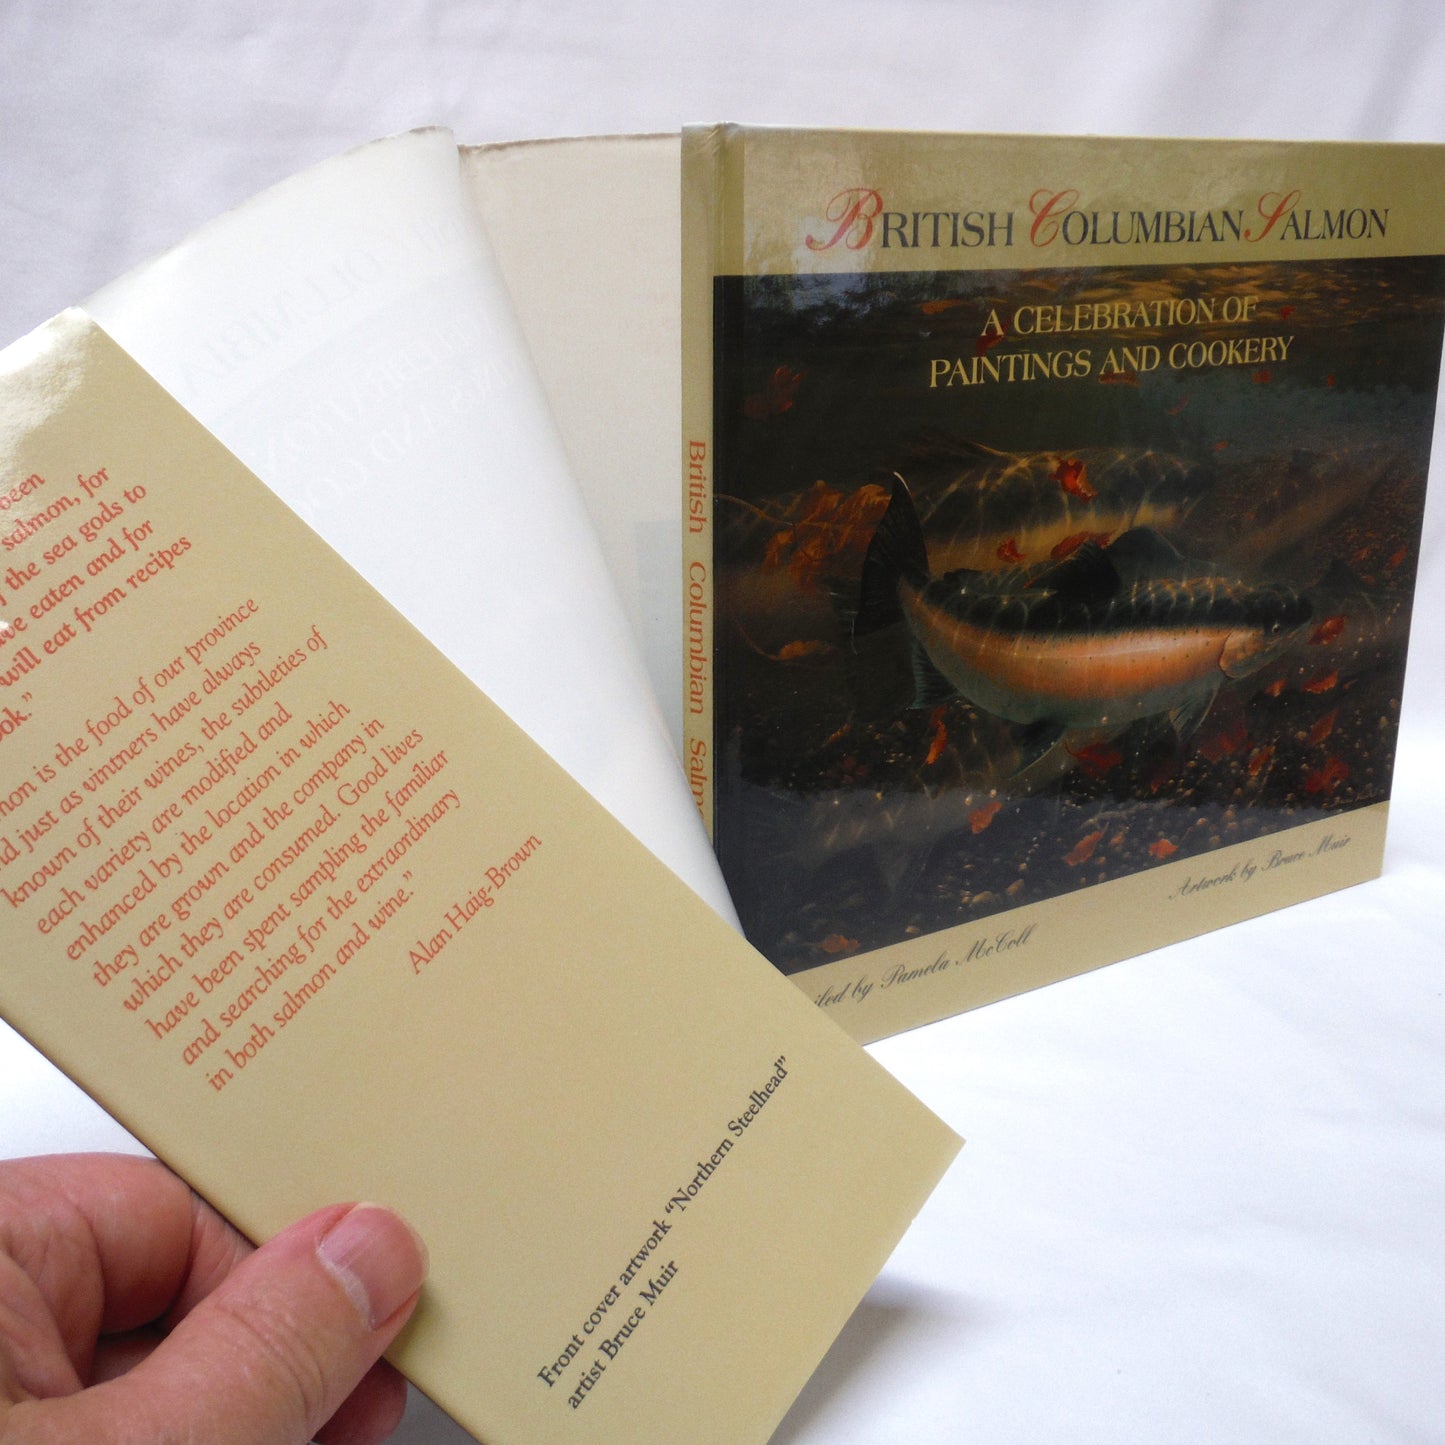 British Columbian Salmon
A CELEBRATION OF
PAINTINGS AND COOKERY
Artwork by Bruce Muir
by Pamela McColl
British Columbian
salmon, for
the sea gods to
eaten and for
will eat from recipes
is the food of our province
just as vintners have always
known of their wines, the subtleties of
each variety are modified and
enhanced by the location in which
they are grown and the company in
which they are consumed. Good lives
have been spent sampling the familiar
and searching for the extraordinary
in both salmon and wine.”
Alan Haig-Brown
Front cover artwork “Northern Steelhead”
artist Bruce Muir